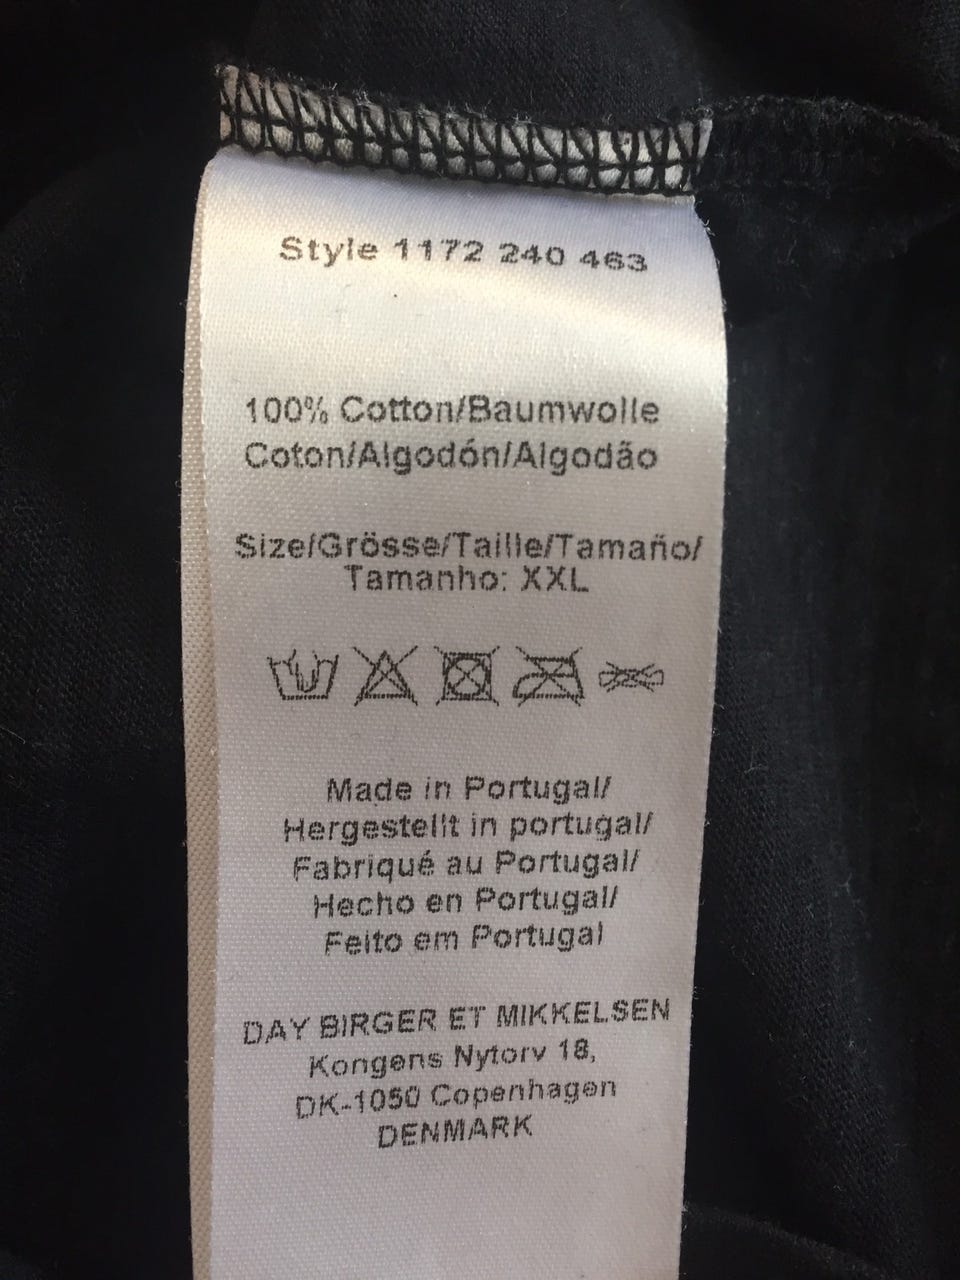 Style 1172 240 463
100% Cotton/Baumwolle
Coton/Algodón/Algodão
Size/Grösse/Taille/Tamaño/
Tamanho: XXL
Made in Portugal/
Hergestellt in portugal/
Fabriqué au Portugal/
Hecho en Portugal/
Feito em Portugal
DAY BIRGER ET MIKKELSEN
Kongens Nytorv 18,
DK-1050 Copenhagen
DENMARK